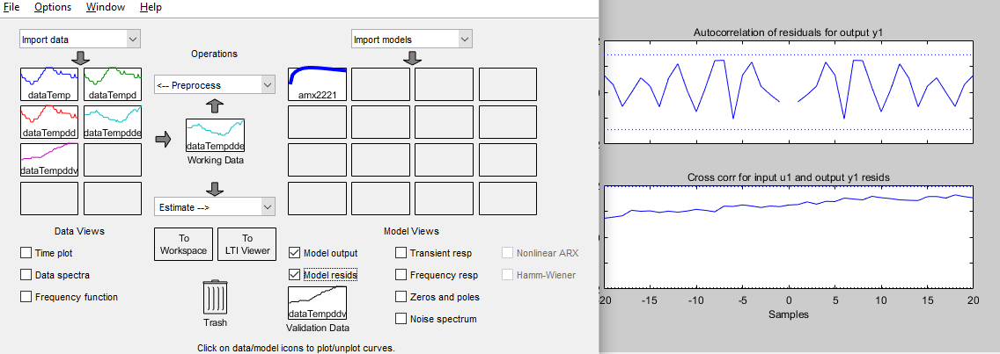 File Options Window Help
Import data
Import models
Operations
dataTemp
dataTempd
<-- Preprocess
amx2221
dataTempdd
dataTempdde
dataTempdde
Working Data
dataTempddv
Estimate -->
Data Views
To Workspace
To LTI Viewer
Model Views
Time plot
Data spectra
Frequency function
Trash
Model output
Model resids
dataTempddv
Validation Data
Transient resp
Frequency resp
Zeros and poles
Noise spectrum
Nonlinear ARX
Hamm-Wiener
Click on data/model icons to plot/unplot curves.
Autocorrelation of residuals for output y1
Cross corr for input u1 and output y1 resids
-15 -10 -5 0 5 10 15 20
Samples